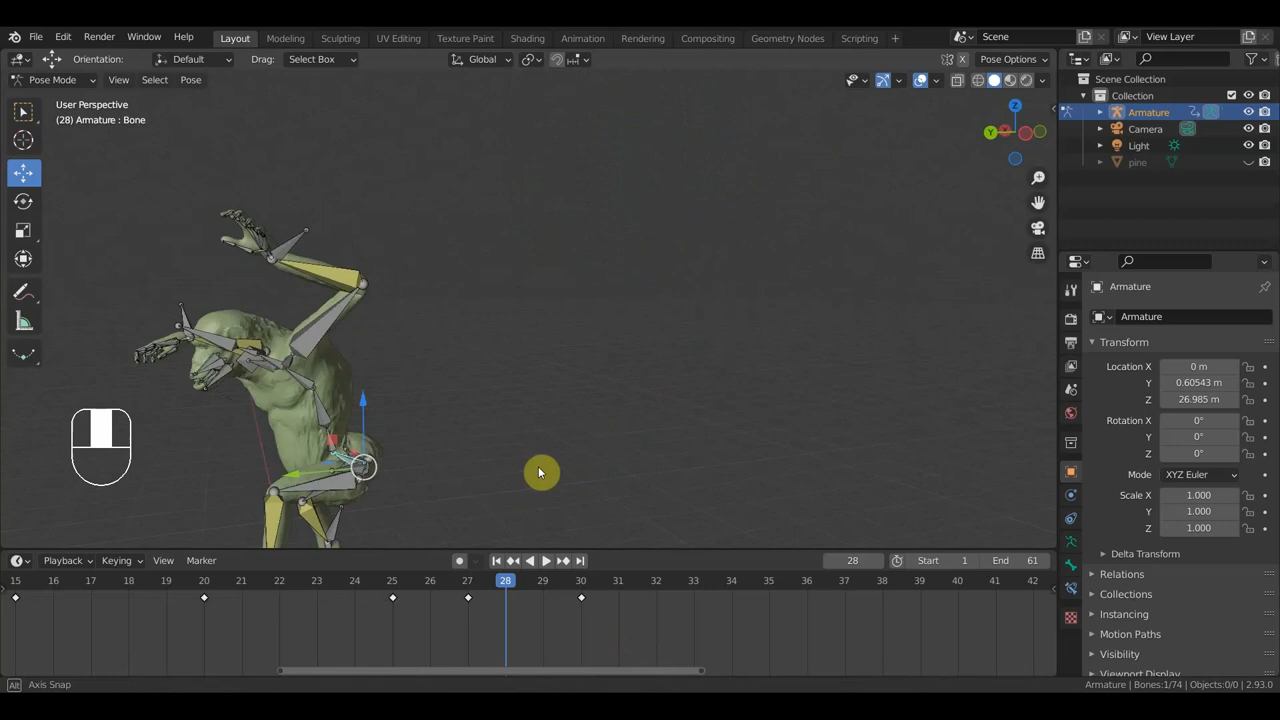 File Edit Render Window Help Layout Modeling Sculpting UV Editing Texture Paint Shading Animation Rendering Compositing Geometry Nodes Scripting + Scene View Layer
Orientation: Default Drag: Select Box Global X Pose Options
Pose Mode View Select Pose
User Perspective
(28) Armature : Bone
Z
Y
Scene Collection
Collection
Armature
Camera
Light
pine
Armature
Armature
Transform
Location X 0 m
Y 0.60543 m
Z 26.985 m
Rotation X 0°
Y 0°
Z 0°
Mode XYZ Euler
Scale X 1.000
Y 1.000
Z 1.000
Delta Transform
Relations
Collections
Instancing
Motion Paths
Visibility
Viewport Display
Playback Keying View Marker 28 Start 1 End 61
15 16 17 18 19 20 21 22 23 24 25 26 27 28 29 30 31 32 33 34 35 36 37 38 39 40 41 42
Alt Axis Snap Armature | Bones:1/74 | Objects:0/0 | 2.93.0